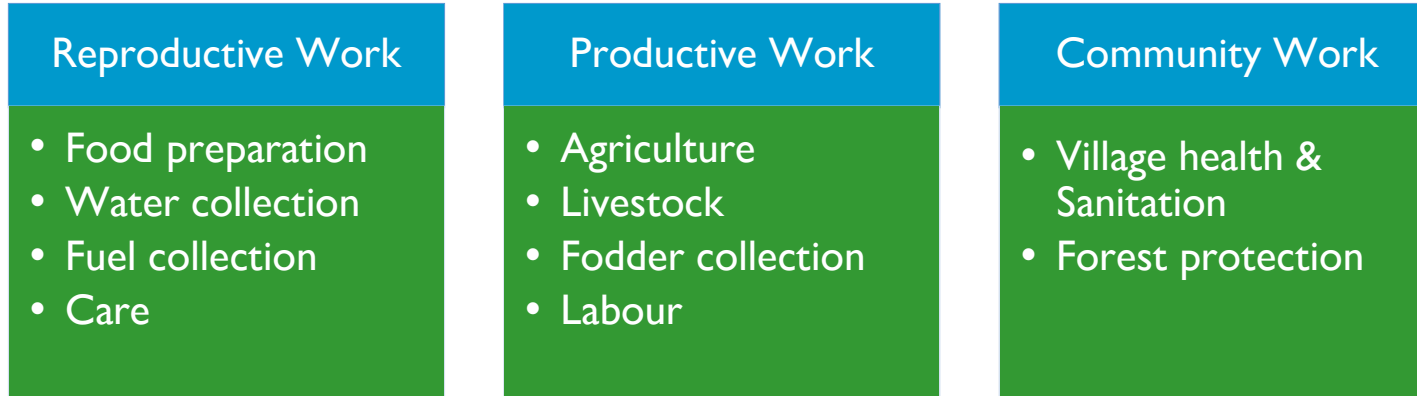 Reproductive Work
• Food preparation
• Water collection
• Fuel collection
• Care
Productive Work
• Agriculture
• Livestock
• Fodder collection
• Labour
Community Work
• Village health &
Sanitation
• Forest protection